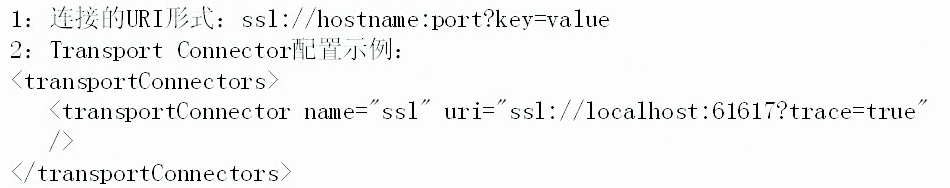 1：连接的URI形式：ssl://hostname:port?key=value
2：Transport Connector配置示例：
<transportConnectors>
<transportConnector name="ssl" uri="ssl://localhost:61617?trace=true"
/>
</transportConnectors>